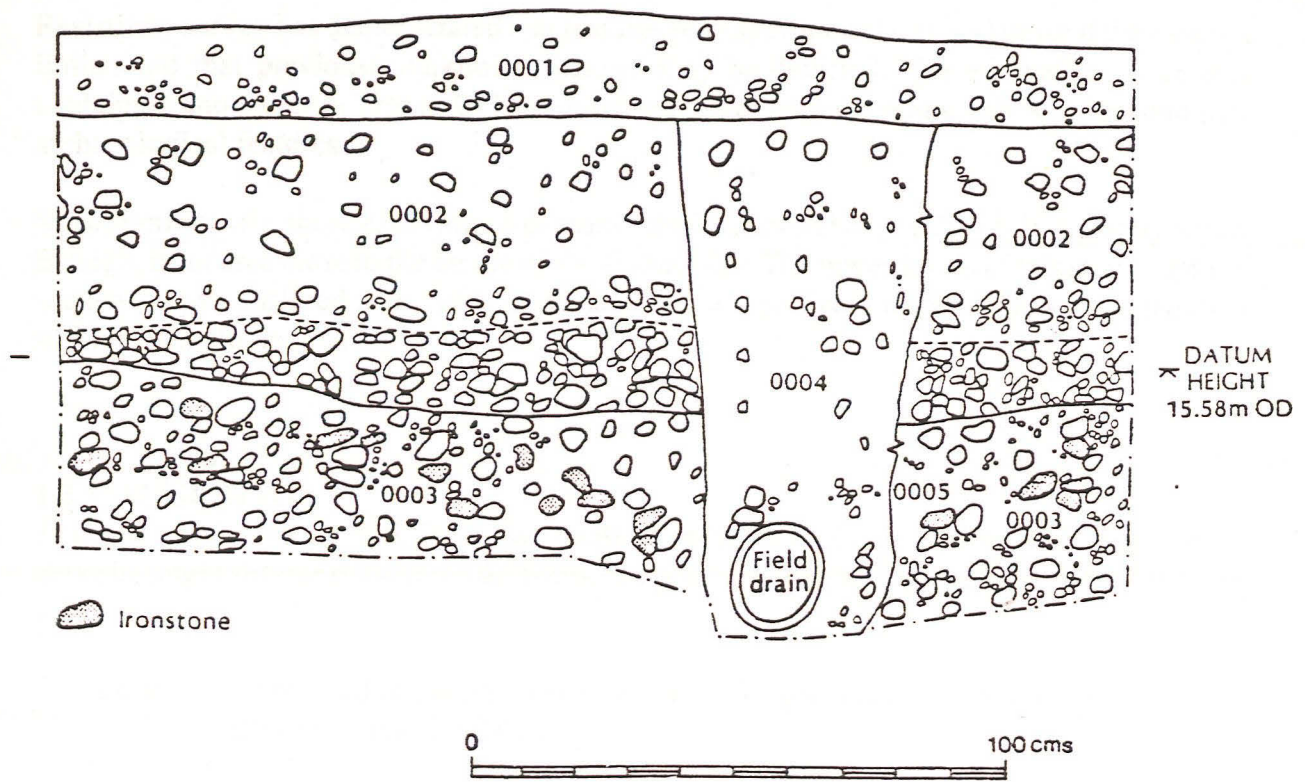 0001
0002
0002
DATUM
HEIGHT
15.58m OD
0004
0003
0005
0003
Field
drain
Ironstone
0
100 cms